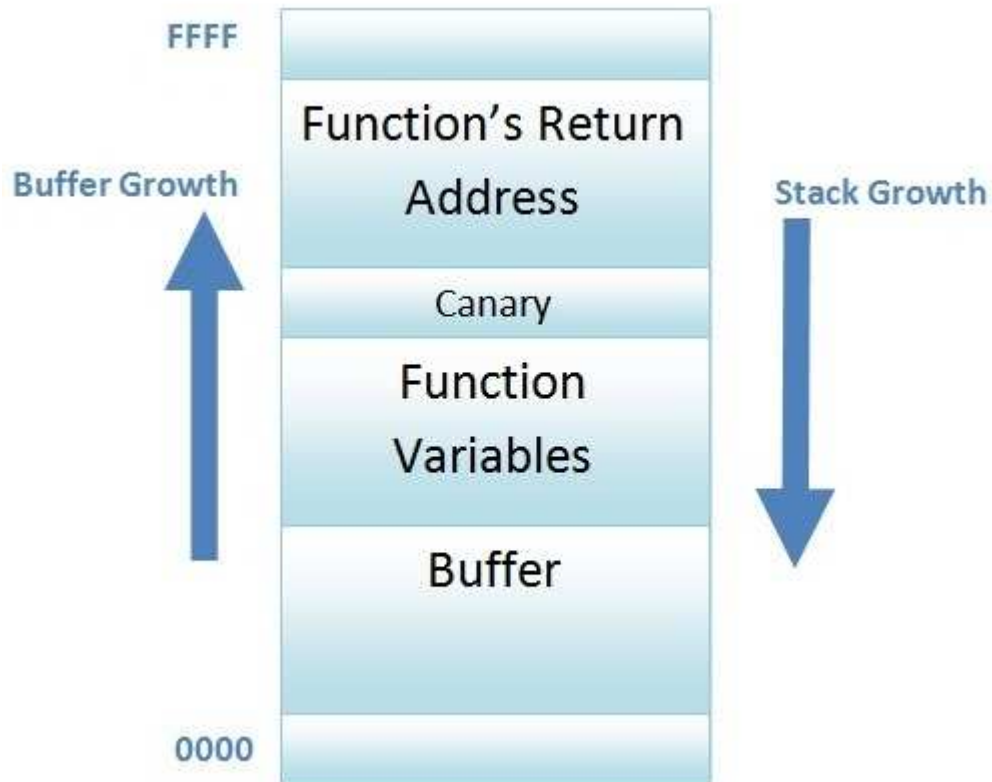 FFFF
Function’s Return
Address
Buffer Growth
Stack Growth
Canary
Function
Variables
Buffer
0000